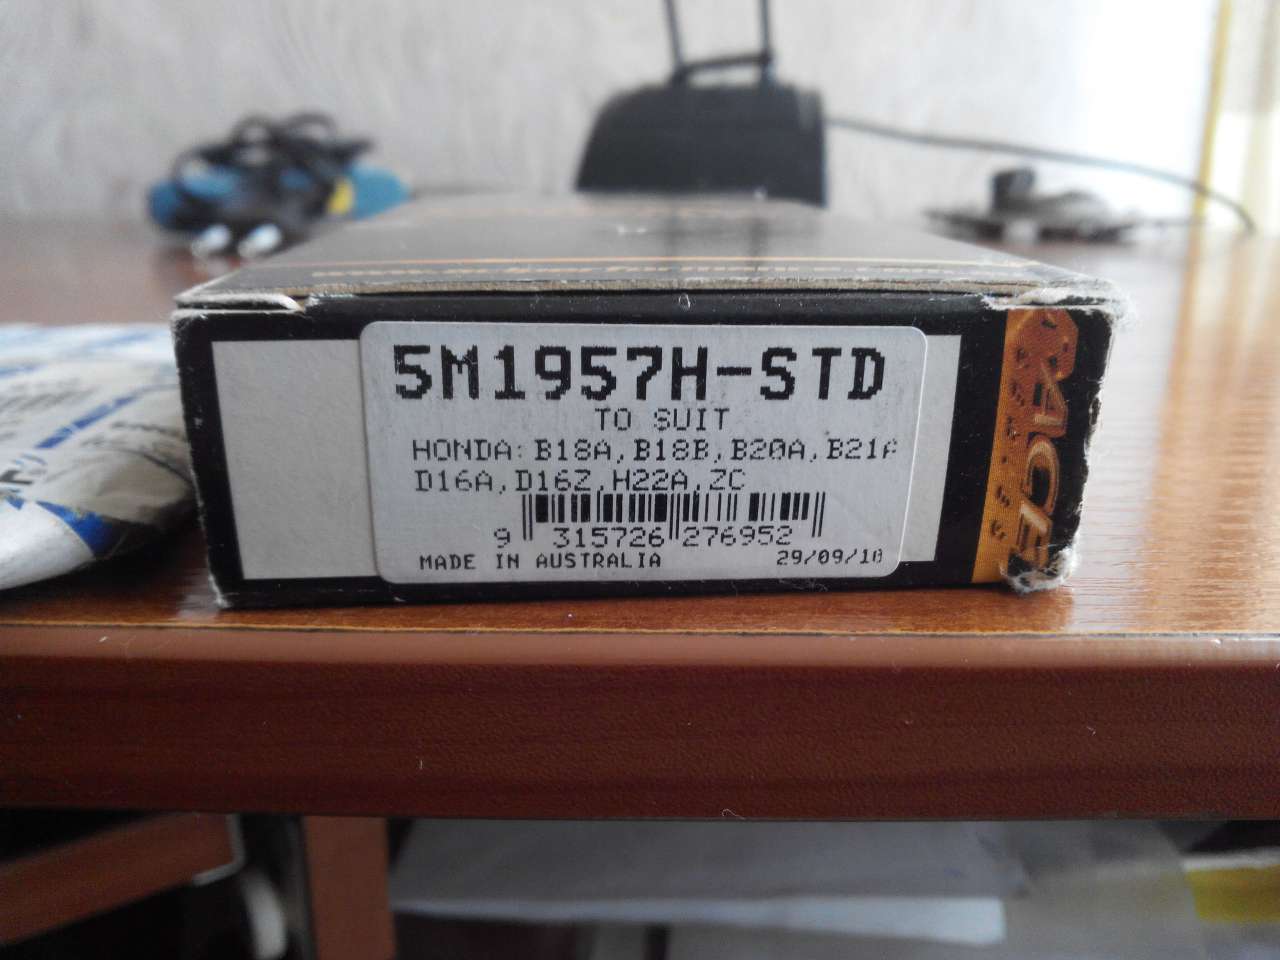 5M1957H-STD
TO SUIT
HONDA: B18A, B18B, B20A, B21A
D16A, D16Z, H22A, ZC
9 315726 276952
MADE IN AUSTRALIA 29/09/10
RACE